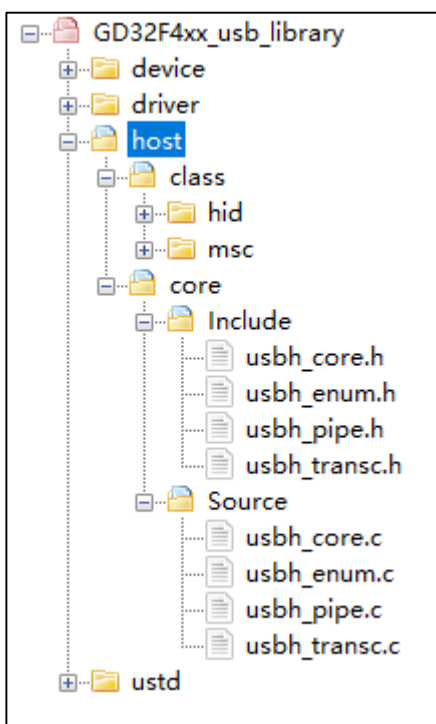 GD32F4xx_usb_library
device
driver
host
class
hid
msc
core
Include
usbh_core.h
usbh_enum.h
usbh_pipe.h
usbh_transc.h
Source
usbh_core.c
usbh_enum.c
usbh_pipe.c
usbh_transc.c
ustd